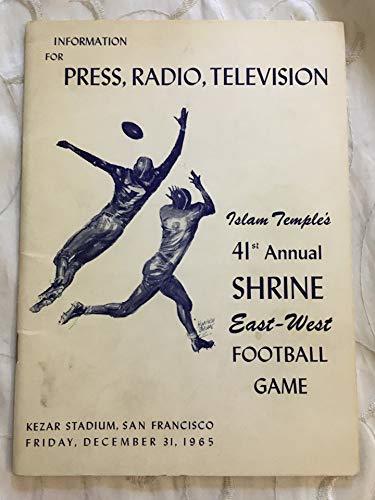 INFORMATION
FOR
PRESS, RADIO, TELEVISION
Islam Temple's
41st Annual
SHRINE
East-West
FOOTBALL
GAME
KEZAR STADIUM, SAN FRANCISCO
FRIDAY, DECEMBER 31, 1965